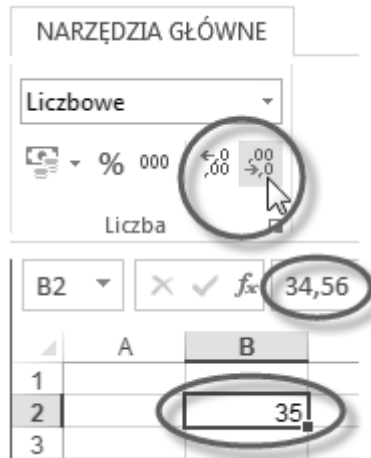 NARZĘDZIA GŁÓWNE
Liczbowe
% 000 ←,0 ,00 ,00 →,0
Liczba
B2 fx 34,56
A B
1
2 35
3